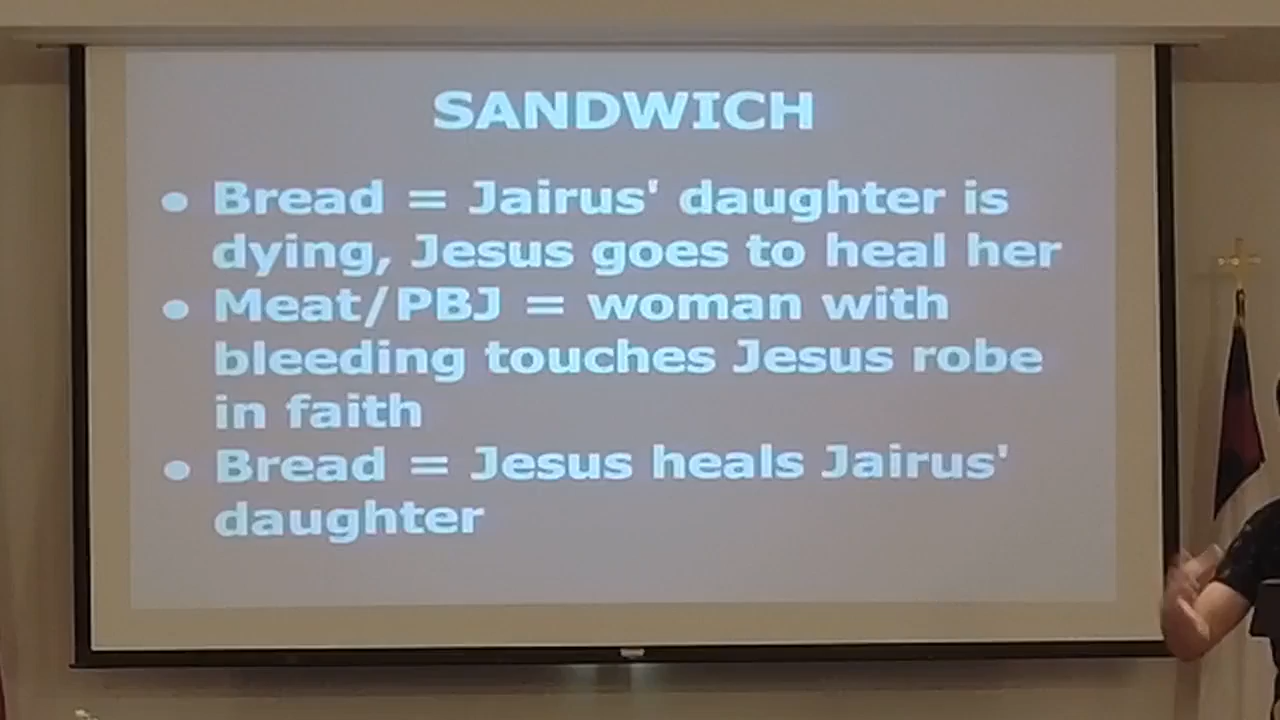 SANDWICH
• Bread = Jairus' daughter is
dying, Jesus goes to heal her
• Meat/PBJ = woman with
bleeding touches Jesus robe
in faith
• Bread = Jesus heals Jairus'
daughter